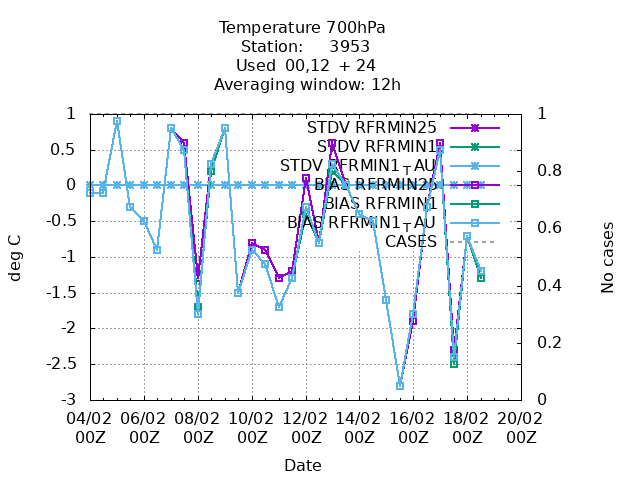 Temperature 700hPa
Station: 3953
Used 00,12 + 24
Averaging window: 12h
1
0.5
0
-0.5
-1
-1.5
-2
-2.5
-3
deg C
1
0.8
0.6
0.4
0.2
0
No cases
STDV RFRMIN25
STDV RFRMIN1
STDV RFRMIN1┬AU
BIAS RFRMIN25
BIAS RFRMIN1
BIAS RFRMIN1┬AU
CASES
04/02 06/02 08/02 10/02 12/02 14/02 16/02 18/02 20/02
00Z 00Z 00Z 00Z 00Z 00Z 00Z 00Z 00Z
Date